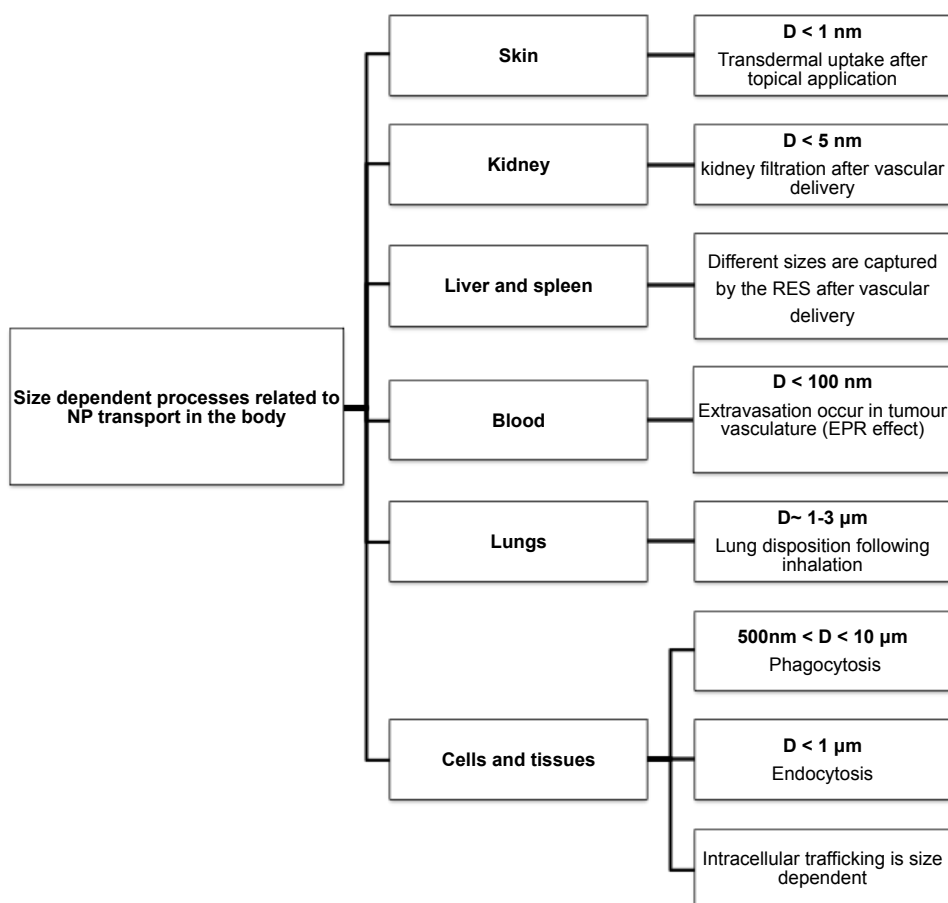 Skin
D < 1 nm
Transdermal uptake after
topical application
Kidney
D < 5 nm
kidney filtration after vascular
delivery
Liver and spleen
Different sizes are captured
by the RES after vascular
delivery
Size dependent processes related to
NP transport in the body
Blood
D < 100 nm
Extravasation occur in tumour
vasculature (EPR effect)
Lungs
D~ 1-3 µm
Lung disposition following
inhalation
Cells and tissues
500nm < D < 10 µm
Phagocytosis
D < 1 µm
Endocytosis
Intracellular trafficking is size
dependent